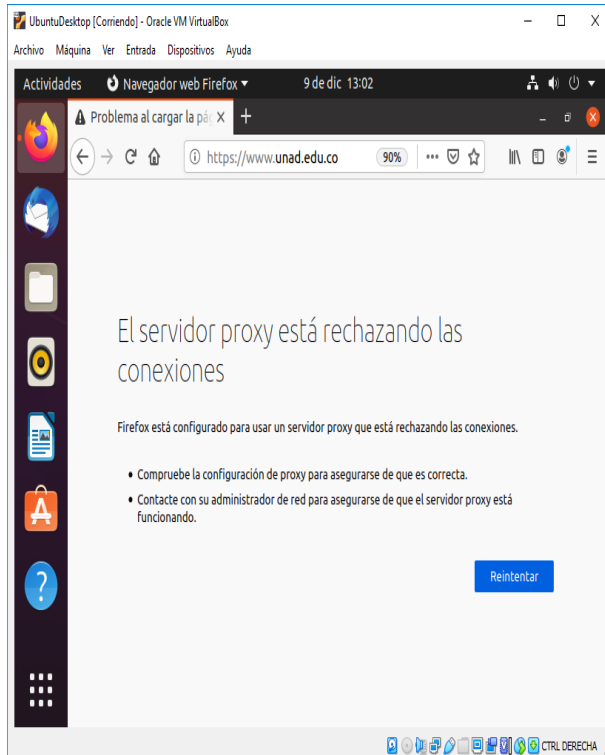 UbuntuDesktop [Corriendo] - Oracle VM VirtualBox
Archivo Máquina Ver Entrada Dispositivos Ayuda
Actividades Navegador web Firefox 9 de dic 13:02
Problema al cargar la pág
https://www.unad.edu.co 90%
El servidor proxy está rechazando las
conexiones
Firefox está configurado para usar un servidor proxy que está rechazando las conexiones.
• Compruebe la configuración de proxy para asegurarse de que es correcta.
• Contacte con su administrador de red para asegurarse de que el servidor proxy está
funcionando.
Reintentar
CTRL DERECHA